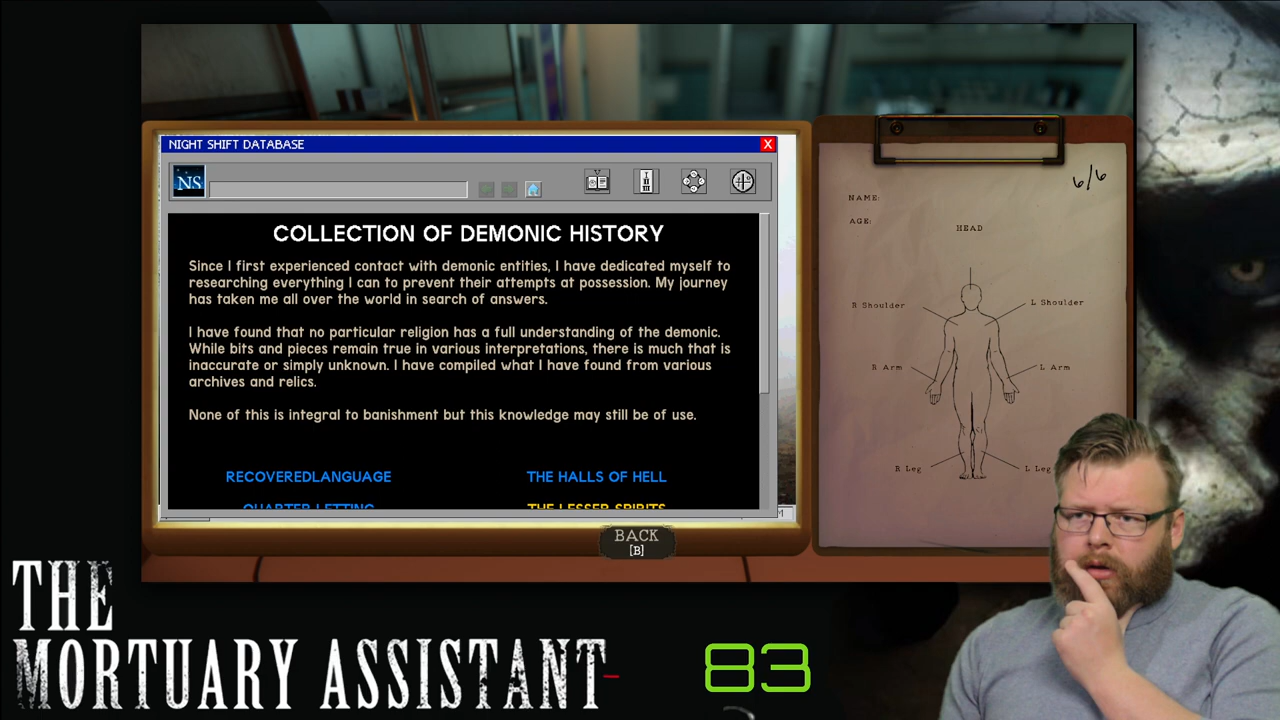 NIGHT SHIFT DATABASE
X
NS
COLLECTION OF DEMONIC HISTORY
Since I first experienced contact with demonic entities, I have dedicated myself to
researching everything I can to prevent their attempts at possession. My journey
has taken me all over the world in search of answers.
I have found that no particular religion has a full understanding of the demonic.
While bits and pieces remain true in various interpretations, there is much that is
inaccurate or simply unknown. I have compiled what I have found from various
archives and relics.
None of this is integral to banishment but this knowledge may still be of use.
RECOVEREDLANGUAGE
THE HALLS OF HELL
QUARTER LETTING
THE LESSER SPIRITS
BACK
[B]
6/6
NAME:
AGE:
HEAD
R Shoulder
L Shoulder
R Arm
L Arm
R Leg
L Leg
THE
MORTUARY ASSISTANT
83